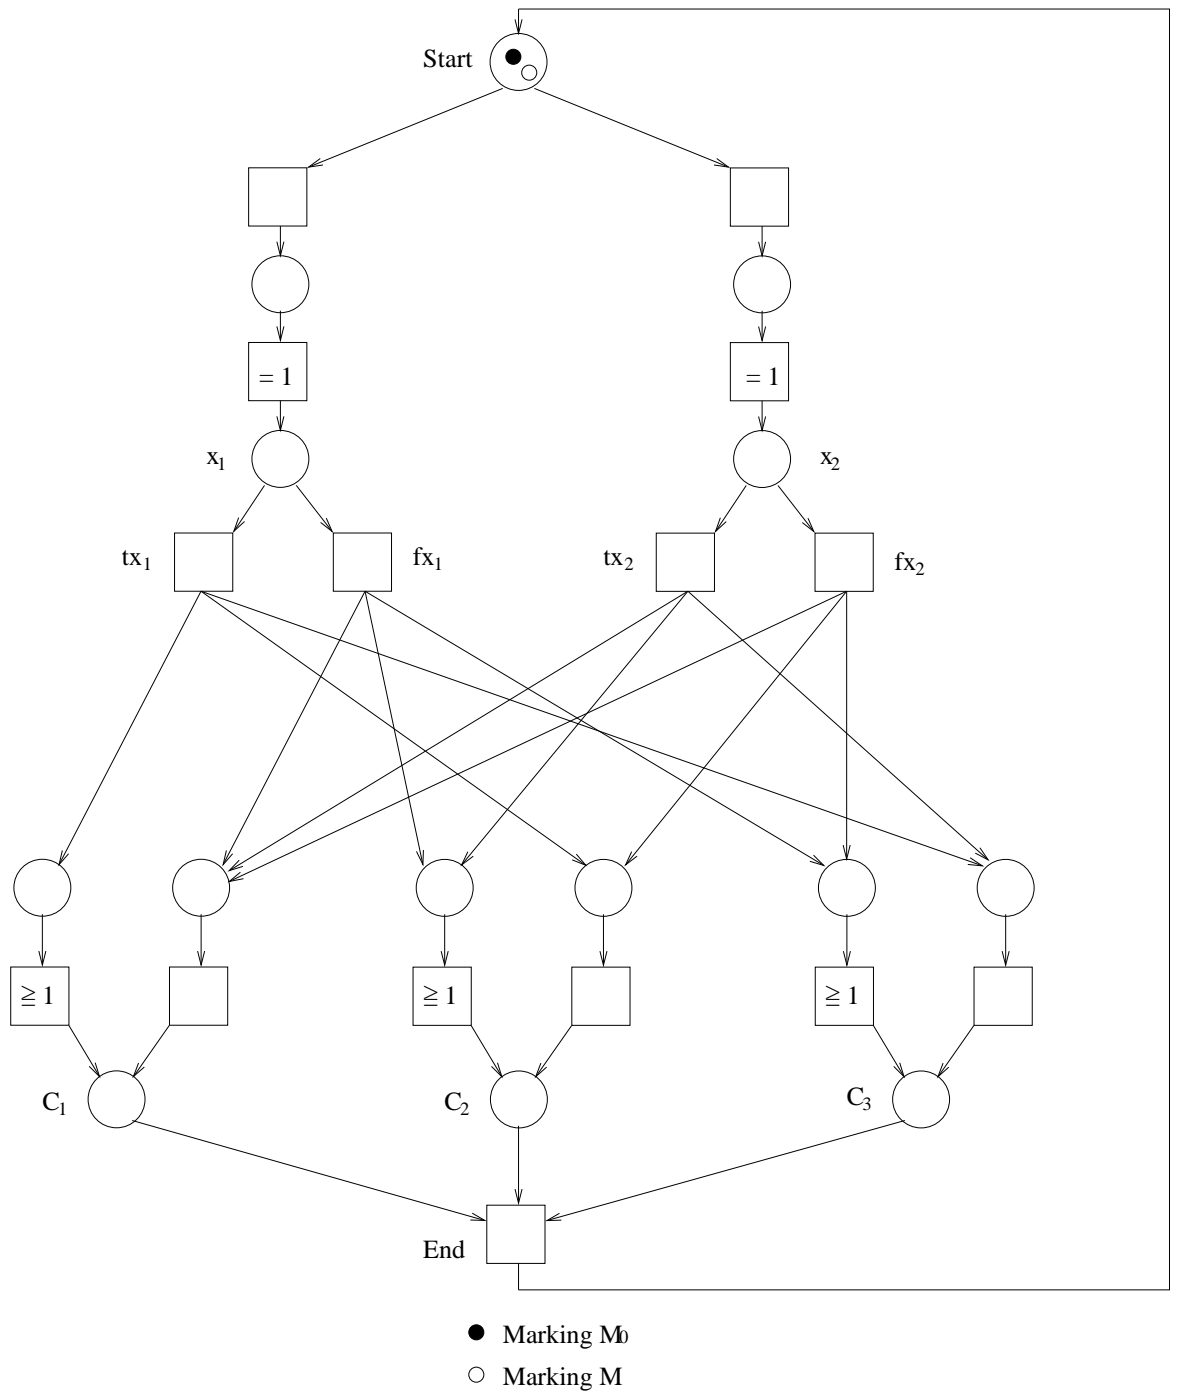 Start
= 1
= 1
x1
x2
tx1
fx1
tx2
fx2
≧ 1
≧ 1
≧ 1
C1
C2
C3
End
Marking M0
Marking M